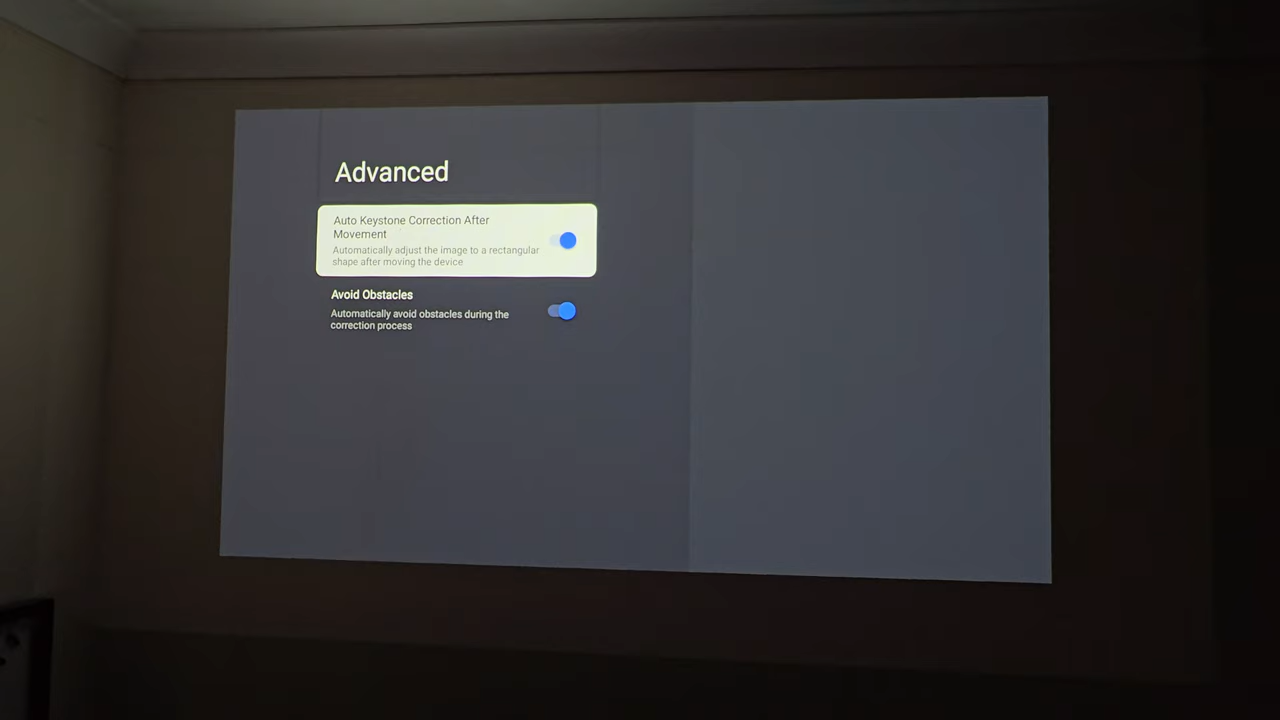 Advanced
Auto Keystone Correction After
Movement
Automatically adjust the image to a rectangular
shape after moving the device
Avoid Obstacles
Automatically avoid obstacles during the
correction process